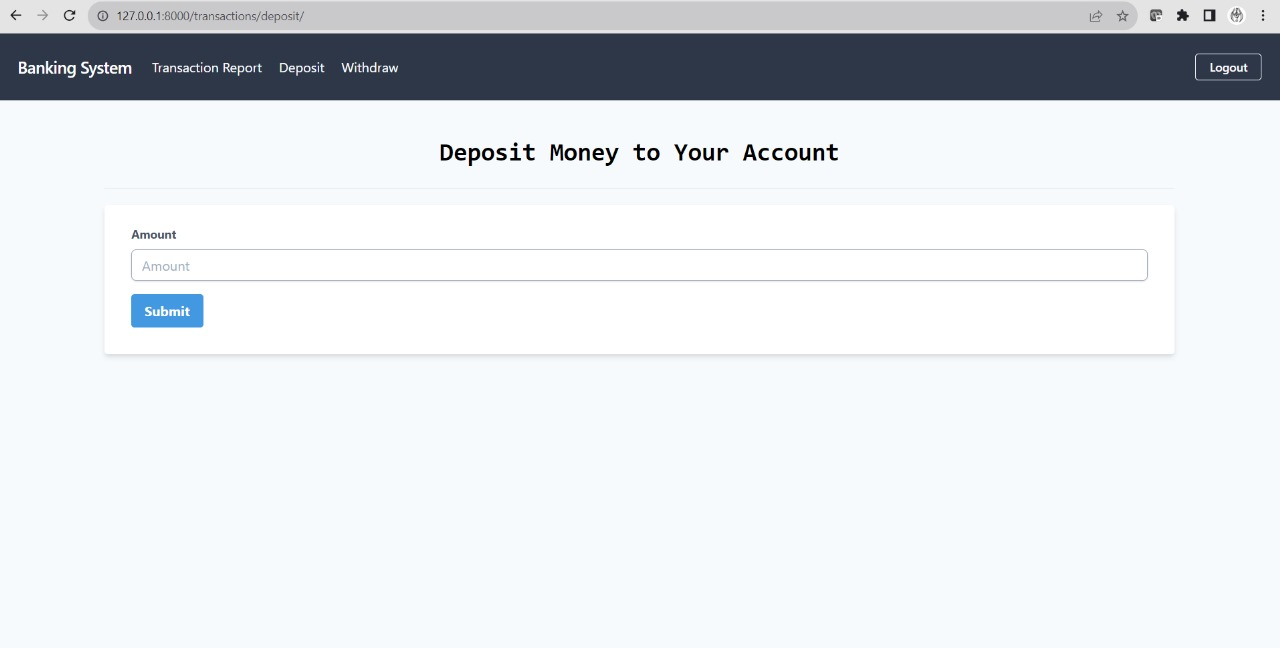 127.0.0.1:8000/transactions/deposit/
Banking System Transaction Report Deposit Withdraw Logout
Deposit Money to Your Account
Amount
Amount
Submit